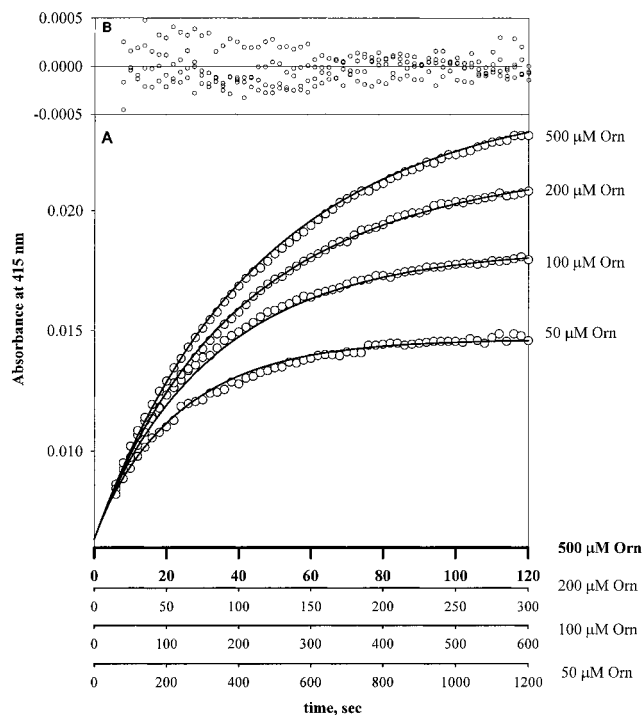 B
0.0005
0.0000
-0.0005
A
500 µM Orn
200 µM Orn
100 µM Orn
50 µM Orn
0.020
0.015
0.010
Absorbance at 415 nm
500 µM Orn
0 20 40 60 80 100 120
200 µM Orn
0 50 100 150 200 250 300
100 µM Orn
0 100 200 300 400 500 600
50 µM Orn
0 200 400 600 800 1000 1200
time, sec